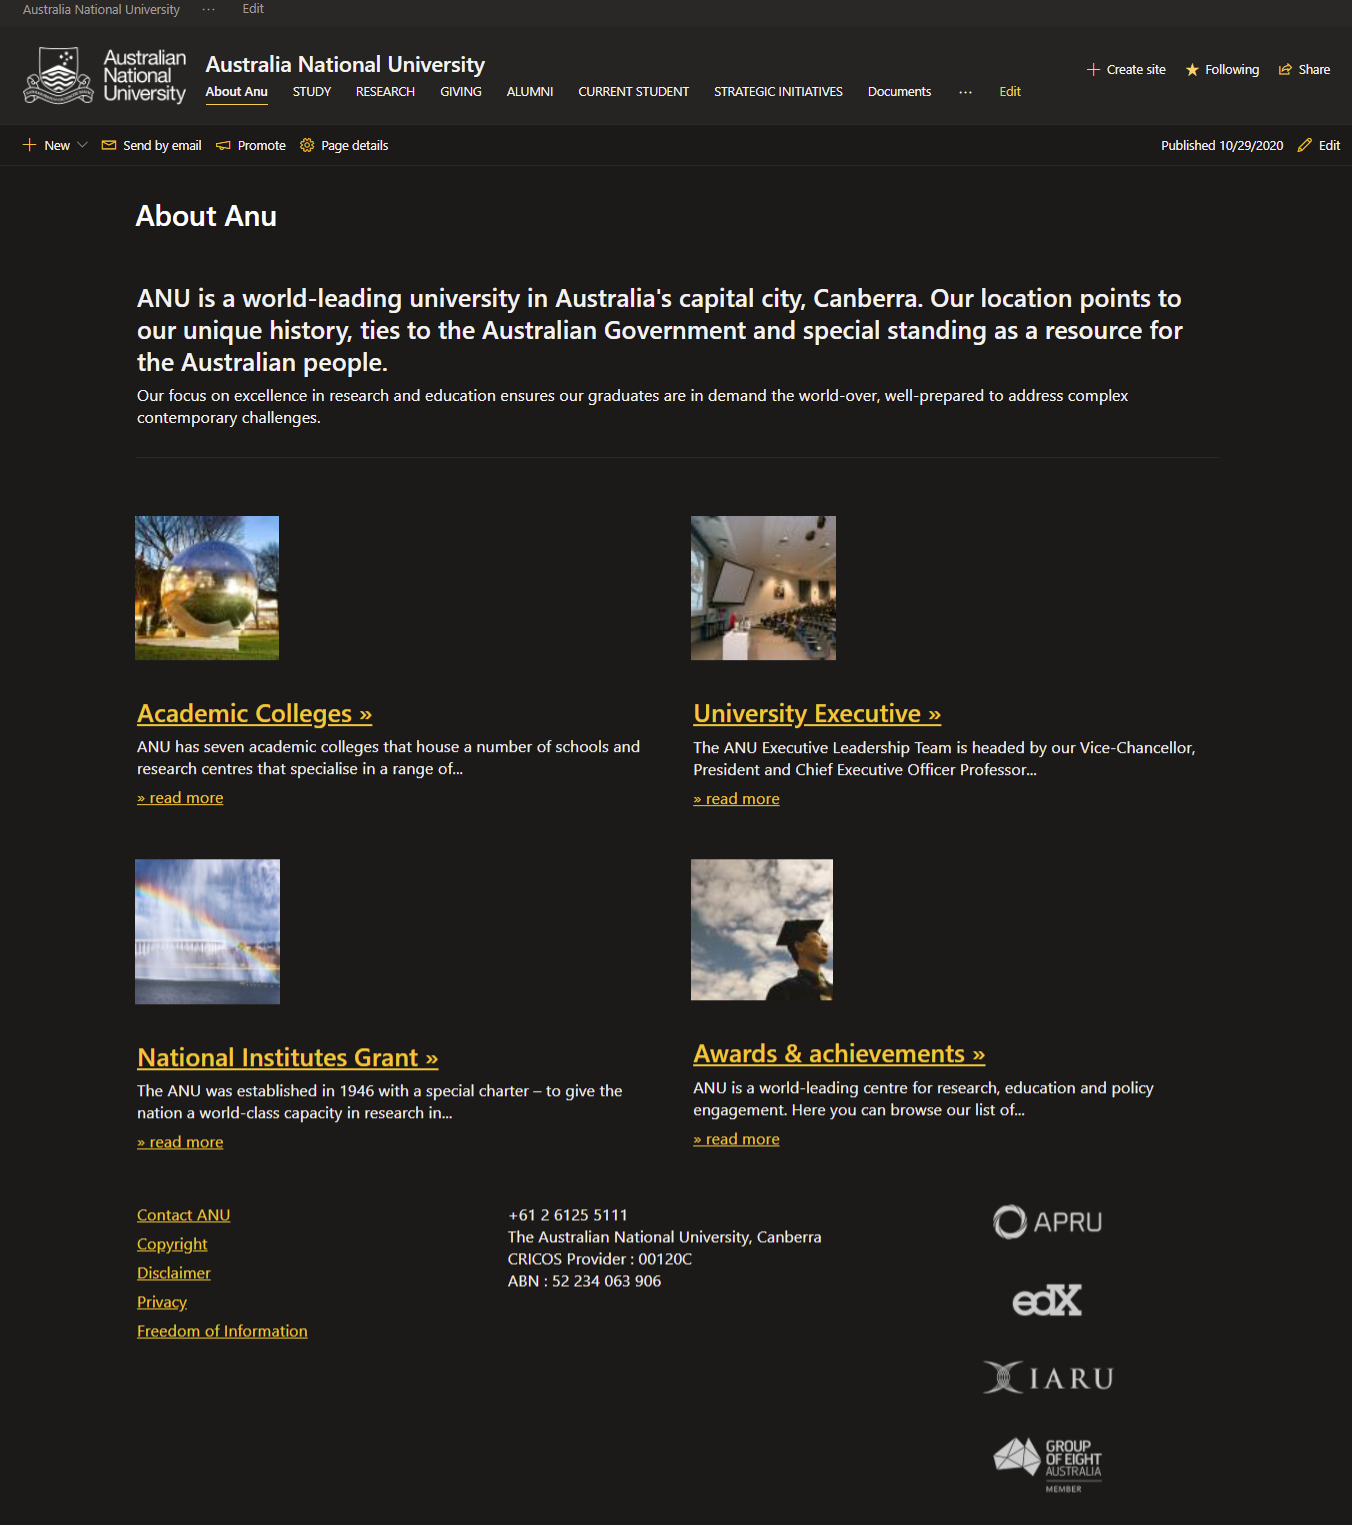 Australia National University ··· Edit
Australian
National
University
Australia National University
About Anu STUDY RESEARCH GIVING ALUMNI CURRENT STUDENT STRATEGIC INITIATIVES Documents ··· Edit
Create site Following Share
New Send by email Promote Page details Published 10/29/2020 Edit
About Anu
ANU is a world-leading university in Australia's capital city, Canberra. Our location points to
our unique history, ties to the Australian Government and special standing as a resource for
the Australian people.
Our focus on excellence in research and education ensures our graduates are in demand the world-over, well-prepared to address complex
contemporary challenges.
Academic Colleges »
ANU has seven academic colleges that house a number of schools and
research centres that specialise in a range of...
» read more
University Executive »
The ANU Executive Leadership Team is headed by our Vice-Chancellor,
President and Chief Executive Officer Professor...
» read more
National Institutes Grant »
The ANU was established in 1946 with a special charter – to give the
nation a world-class capacity in research in...
» read more
Awards & achievements »
ANU is a world-leading centre for research, education and policy
engagement. Here you can browse our list of...
» read more
Contact ANU
Copyright
Disclaimer
Privacy
Freedom of Information
+61 2 6125 5111
The Australian National University, Canberra
CRICOS Provider : 00120C
ABN : 52 234 063 906
APRU
edX
IARU
GROUP
OF EIGHT
AUSTRALIA
MEMBER